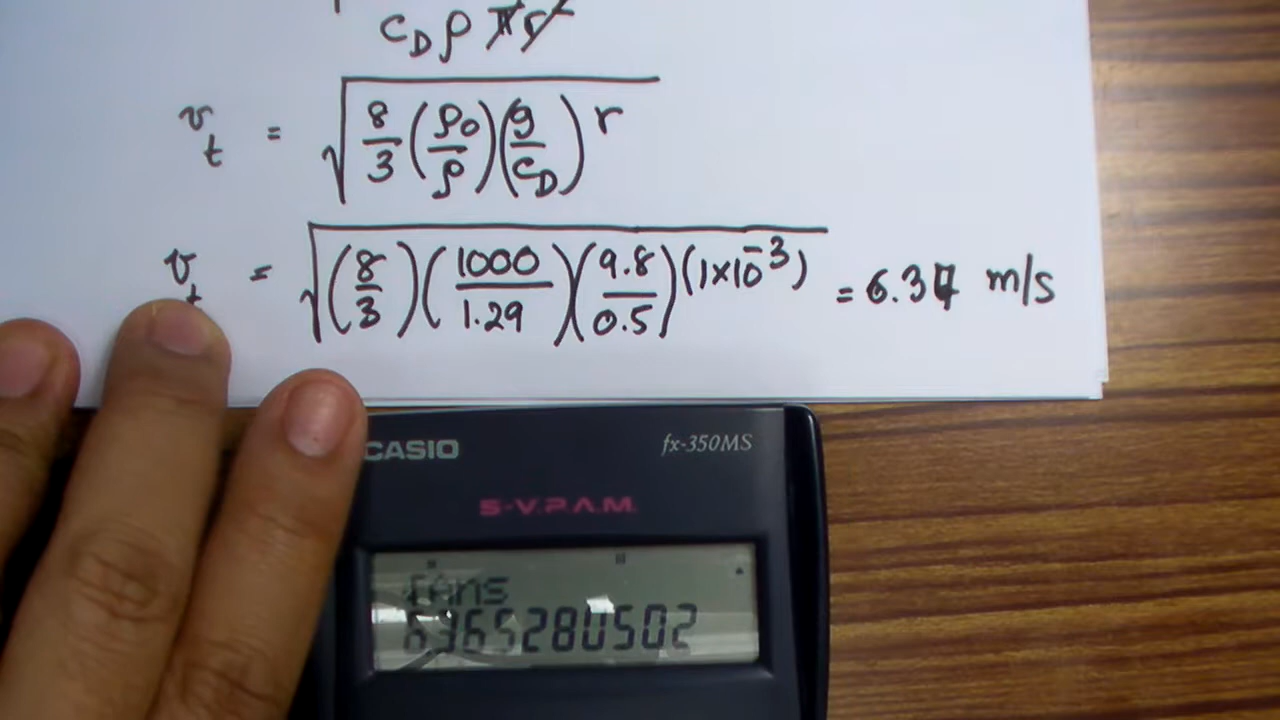 C_D ρ π r²
v_t = √(8/3 (ρ₀/ρ)(g/C_D) r)
v_t = √((8/3)(1000/1.29)(9.8/0.5)(1×10⁻³)) = 6.37 m/s
CASIO fx-350MS
S-V.P.A.M.
√Ans
6.365280502